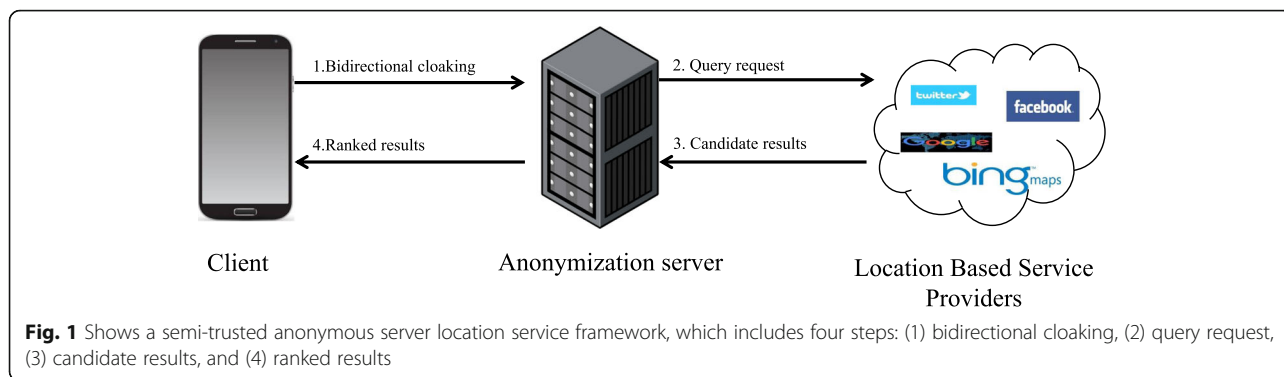 1.Bidirectional cloaking
2. Query request
4.Ranked results
3. Candidate results
twitter
facebook
Google
bing maps
Client
Anonymization server
Location Based Service
Providers
Fig. 1 Shows a semi-trusted anonymous server location service framework, which includes four steps: (1) bidirectional cloaking, (2) query request,
(3) candidate results, and (4) ranked results